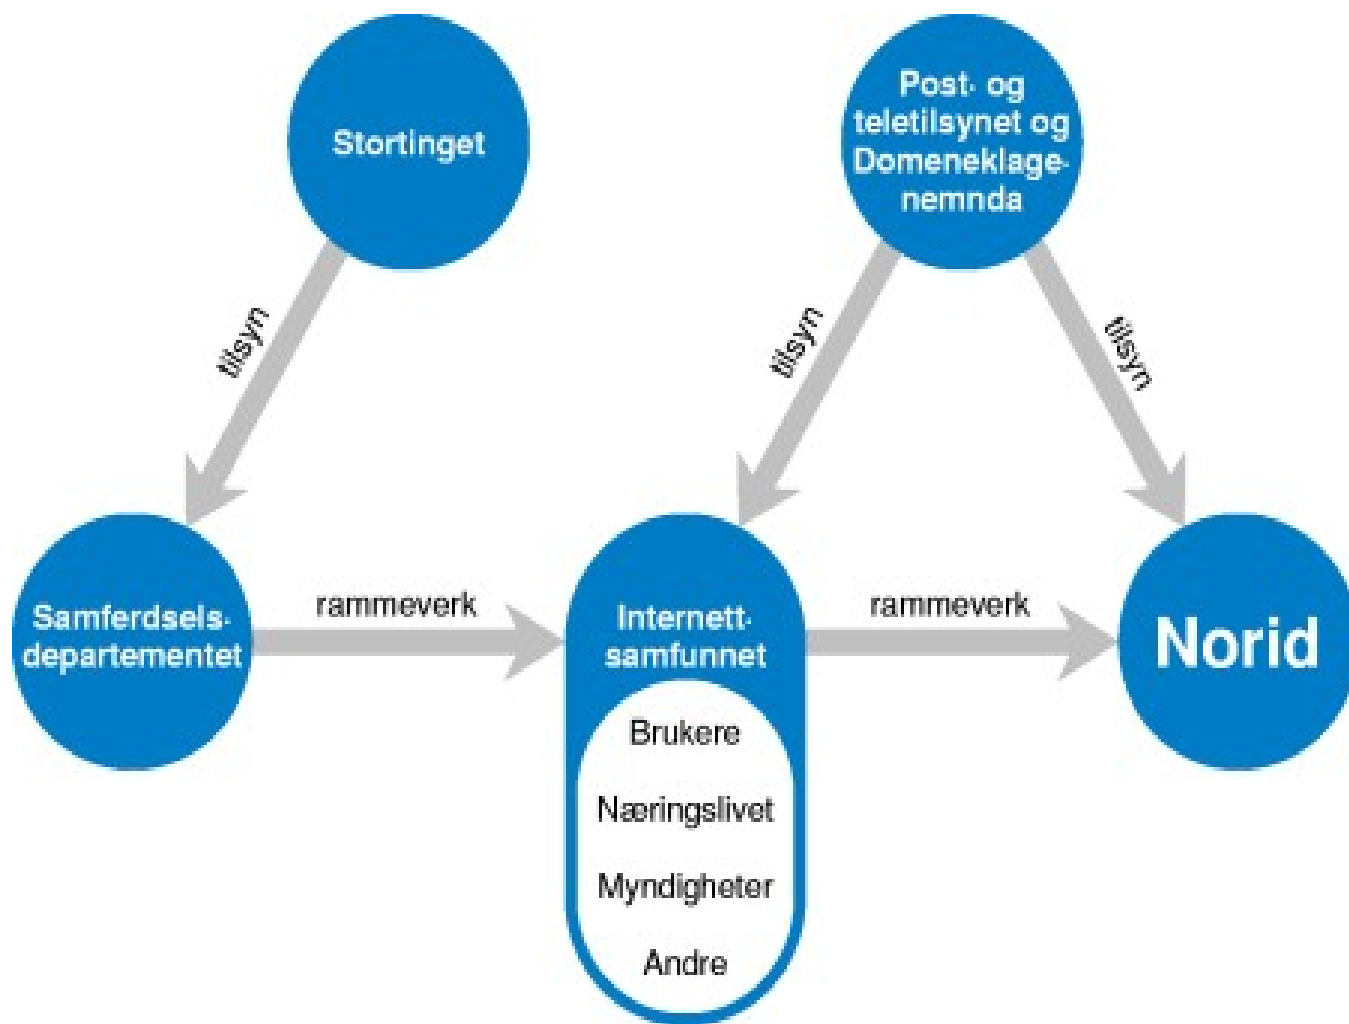 Stortinget
Post- og
teletilsynet og
Domeneklage-
nemnda
tilsyn
tilsyn
tilsyn
Samferdsels-
departementet
rammeverk
Internett-
samfunnet
rammeverk
Norid
Brukere
Næringslivet
Myndigheter
Andre